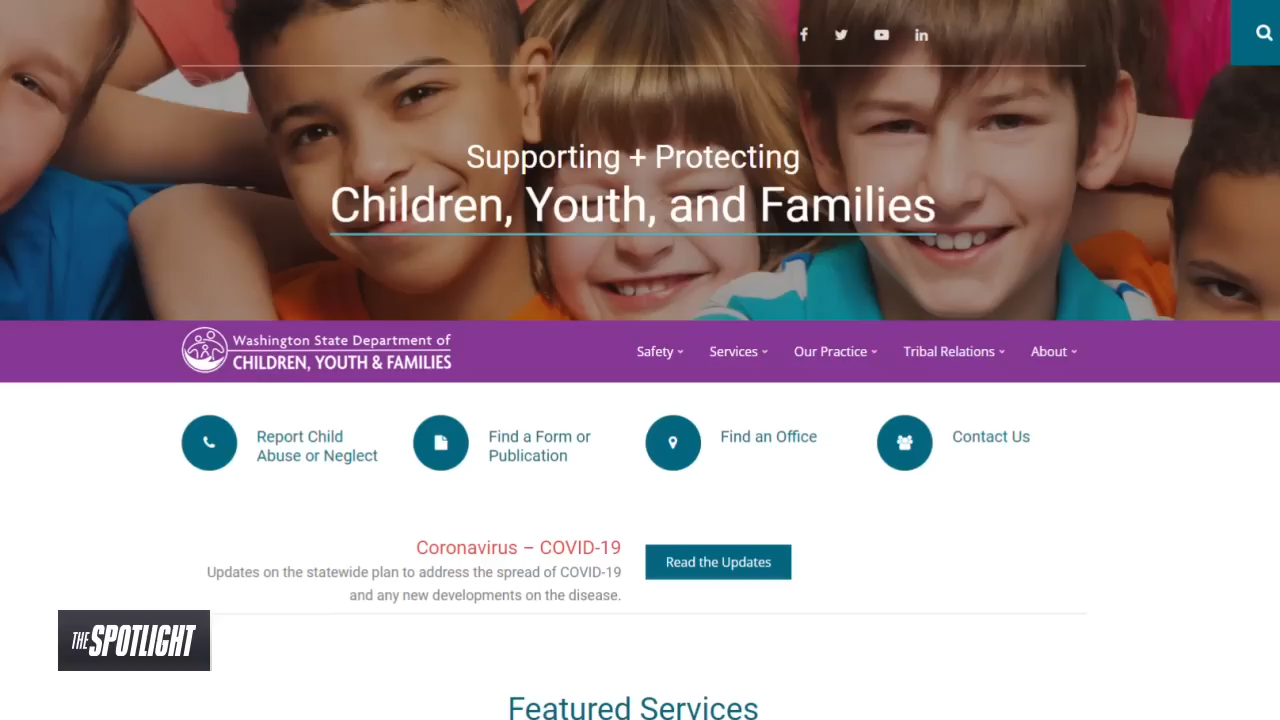 Supporting + Protecting
Children, Youth, and Families
Washington State Department of
CHILDREN, YOUTH & FAMILIES
Safety
Services
Our Practice
Tribal Relations
About
Report Child
Abuse or Neglect
Find a Form or
Publication
Find an Office
Contact Us
Coronavirus – COVID-19
Updates on the statewide plan to address the spread of COVID-19
and any new developments on the disease.
Read the Updates
THE SPOTLIGHT
Featured Services